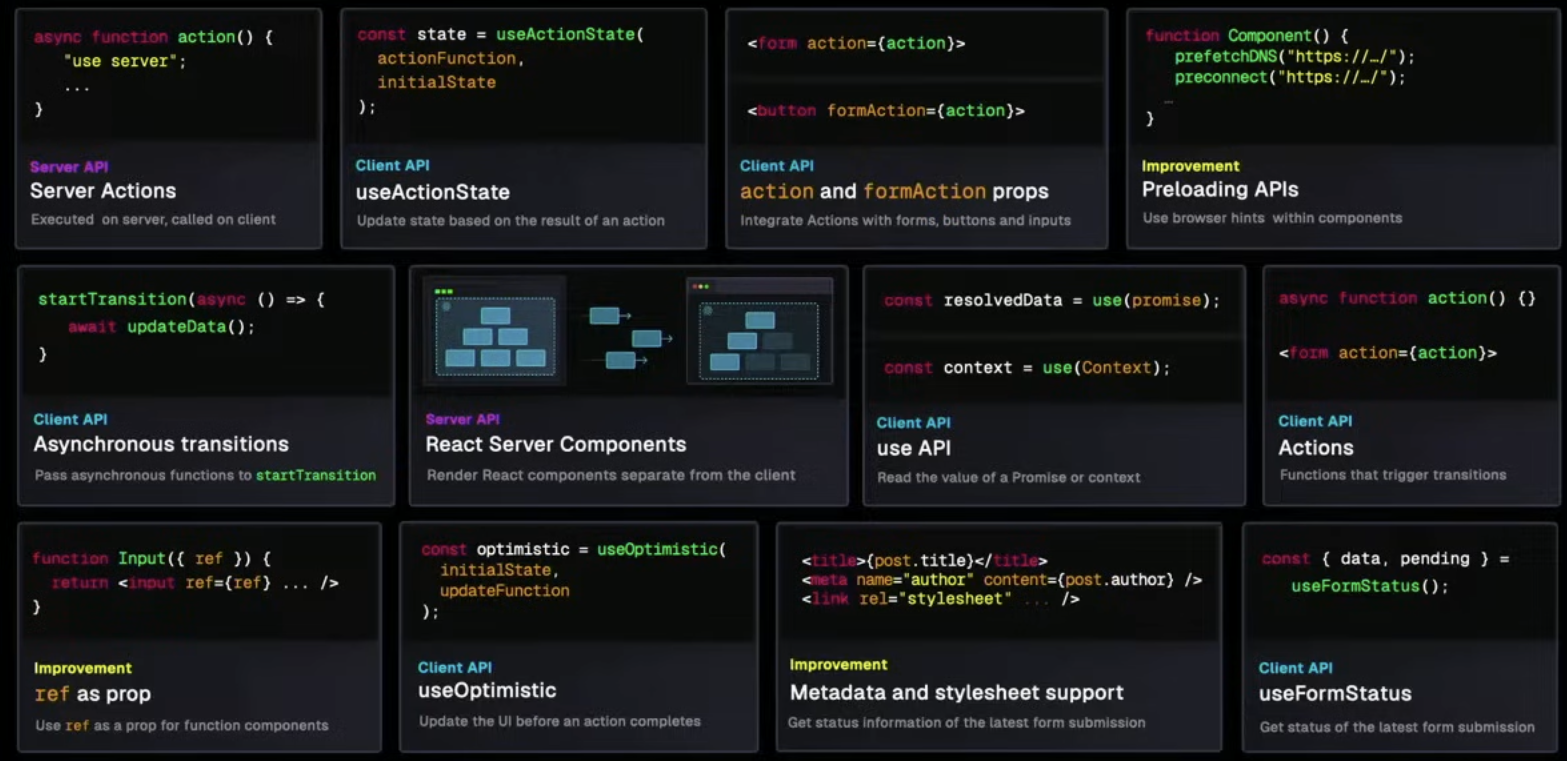 async function action() {
"use server";
...
}
Server API
Server Actions
Executed on server, called on client
const state = useActionState(
actionFunction,
initialState
);
Client API
useActionState
Update state based on the result of an action
<form action={action}>
<button formAction={action}>
Client API
action and formAction props
Integrate Actions with forms, buttons and inputs
function Component() {
prefetchDNS("https://…/");
preconnect("https://…/");
…
}
Improvement
Preloading APIs
Use browser hints within components
startTransition(async () => {
await updateData();
}
Client API
Asynchronous transitions
Pass asynchronous functions to startTransition
Server API
React Server Components
Render React components separate from the client
const resolvedData = use(promise);
const context = use(Context);
Client API
use API
Read the value of a Promise or context
async function action() {}
<form action={action}>
Client API
Actions
Functions that trigger transitions
function Input({ ref }) {
return <input ref={ref} ... />
}
Improvement
ref as prop
Use ref as a prop for function components
const optimistic = useOptimistic(
initialState,
updateFunction
);
Client API
useOptimistic
Update the UI before an action completes
<title>{post.title}</title>
<meta name="author" content={post.author} />
<link rel="stylesheet" ... />
Improvement
Metadata and stylesheet support
Get status information of the latest form submission
const { data, pending } =
useFormStatus();
Client API
useFormStatus
Get status of the latest form submission